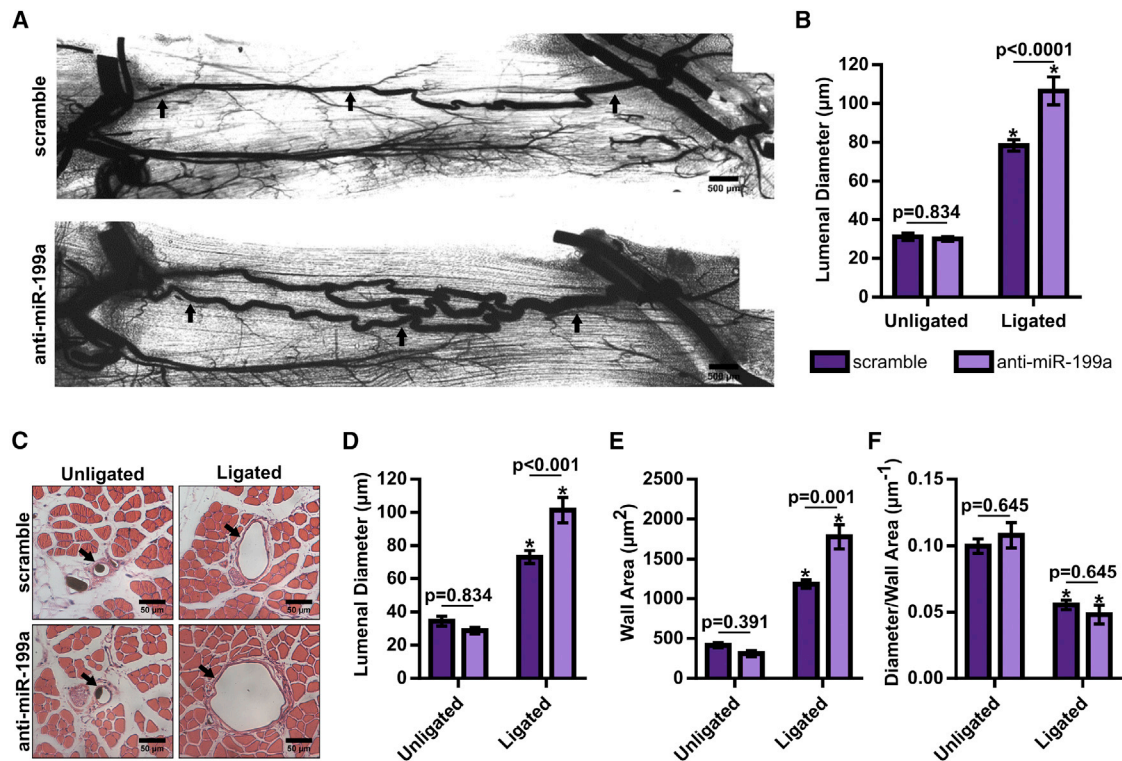 A
scramble
500 µm
anti-miR-199a
500 µm
B
p<0.0001
*
*
p=0.834
Lumenal Diameter (µm)
120
100
80
60
40
20
0
Unligated Ligated
scramble anti-miR-199a
C
Unligated Ligated
scramble
50 µm 50 µm
anti-miR-199a
50 µm 50 µm
D
p<0.001
*
*
p=0.834
Lumenal Diameter (µm)
120
100
80
60
40
20
0
Unligated Ligated
E
p=0.001
*
*
p=0.391
Wall Area (µm²)
2500
2000
1500
1000
500
0
Unligated Ligated
F
p=0.645
p=0.645
* *
Diameter/Wall Area (µm⁻¹)
0.15
0.10
0.05
0.00
Unligated Ligated